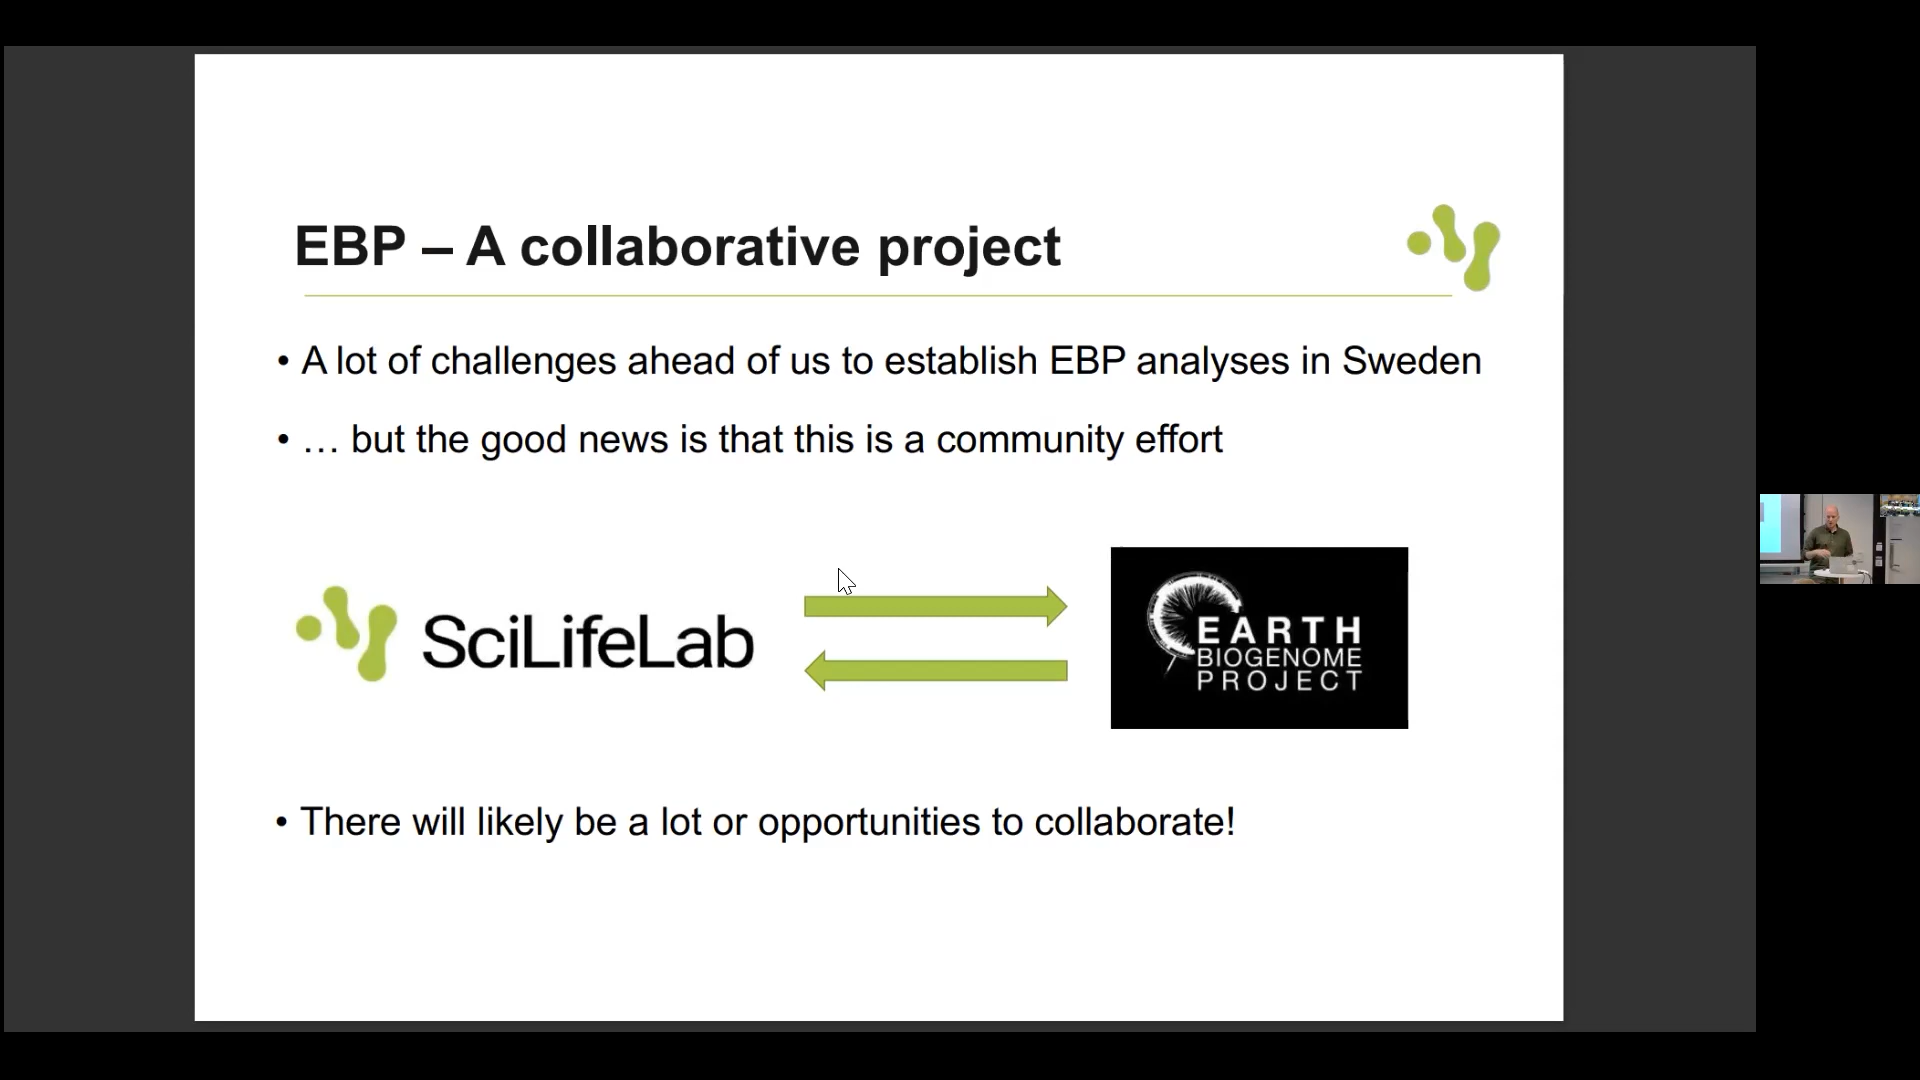 EBP – A collaborative project
• A lot of challenges ahead of us to establish EBP analyses in Sweden
• … but the good news is that this is a community effort
SciLifeLab
EARTH
BIOGENOME
PROJECT
• There will likely be a lot or opportunities to collaborate!